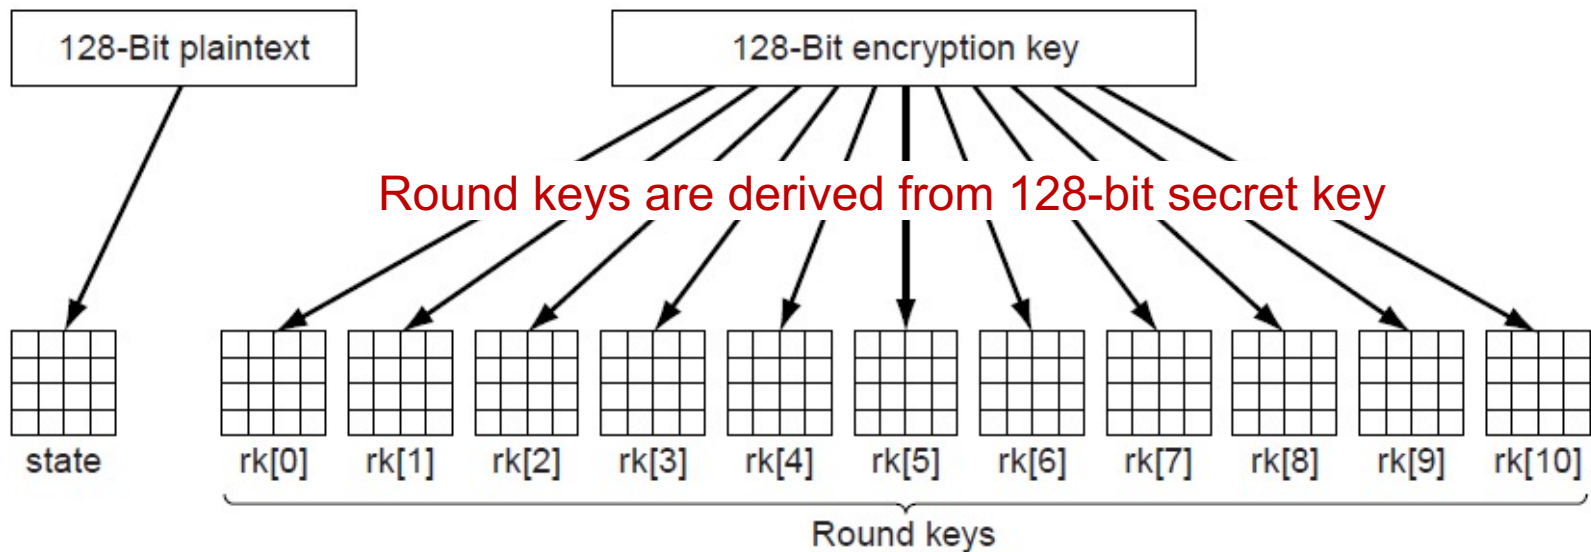 128-Bit plaintext
128-Bit encryption key
Round keys are derived from 128-bit secret key
state
rk[0]
rk[1]
rk[2]
rk[3]
rk[4]
rk[5]
rk[6]
rk[7]
rk[8]
rk[9]
rk[10]
Round keys